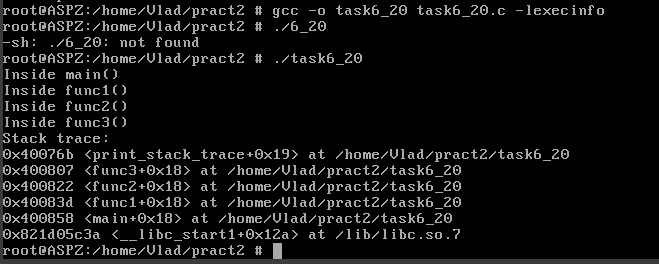 root@ASPZ:/home/Vlad/pract2 # gcc -o task6_20 task6_20.c -lexecinfo
root@ASPZ:/home/Vlad/pract2 # ./6_20
-sh: ./6_20: not found
root@ASPZ:/home/Vlad/pract2 # ./task6_20
Inside main()
Inside func1()
Inside func2()
Inside func3()
Stack trace:
0x40076b <print_stack_trace+0x19> at /home/Vlad/pract2/task6_20
0x400807 <func3+0x18> at /home/Vlad/pract2/task6_20
0x400822 <func2+0x18> at /home/Vlad/pract2/task6_20
0x40083d <func1+0x18> at /home/Vlad/pract2/task6_20
0x400858 <main+0x18> at /home/Vlad/pract2/task6_20
0x821d05c3a <__libc_start1+0x12a> at /lib/libc.so.7
root@ASPZ:/home/Vlad/pract2 #